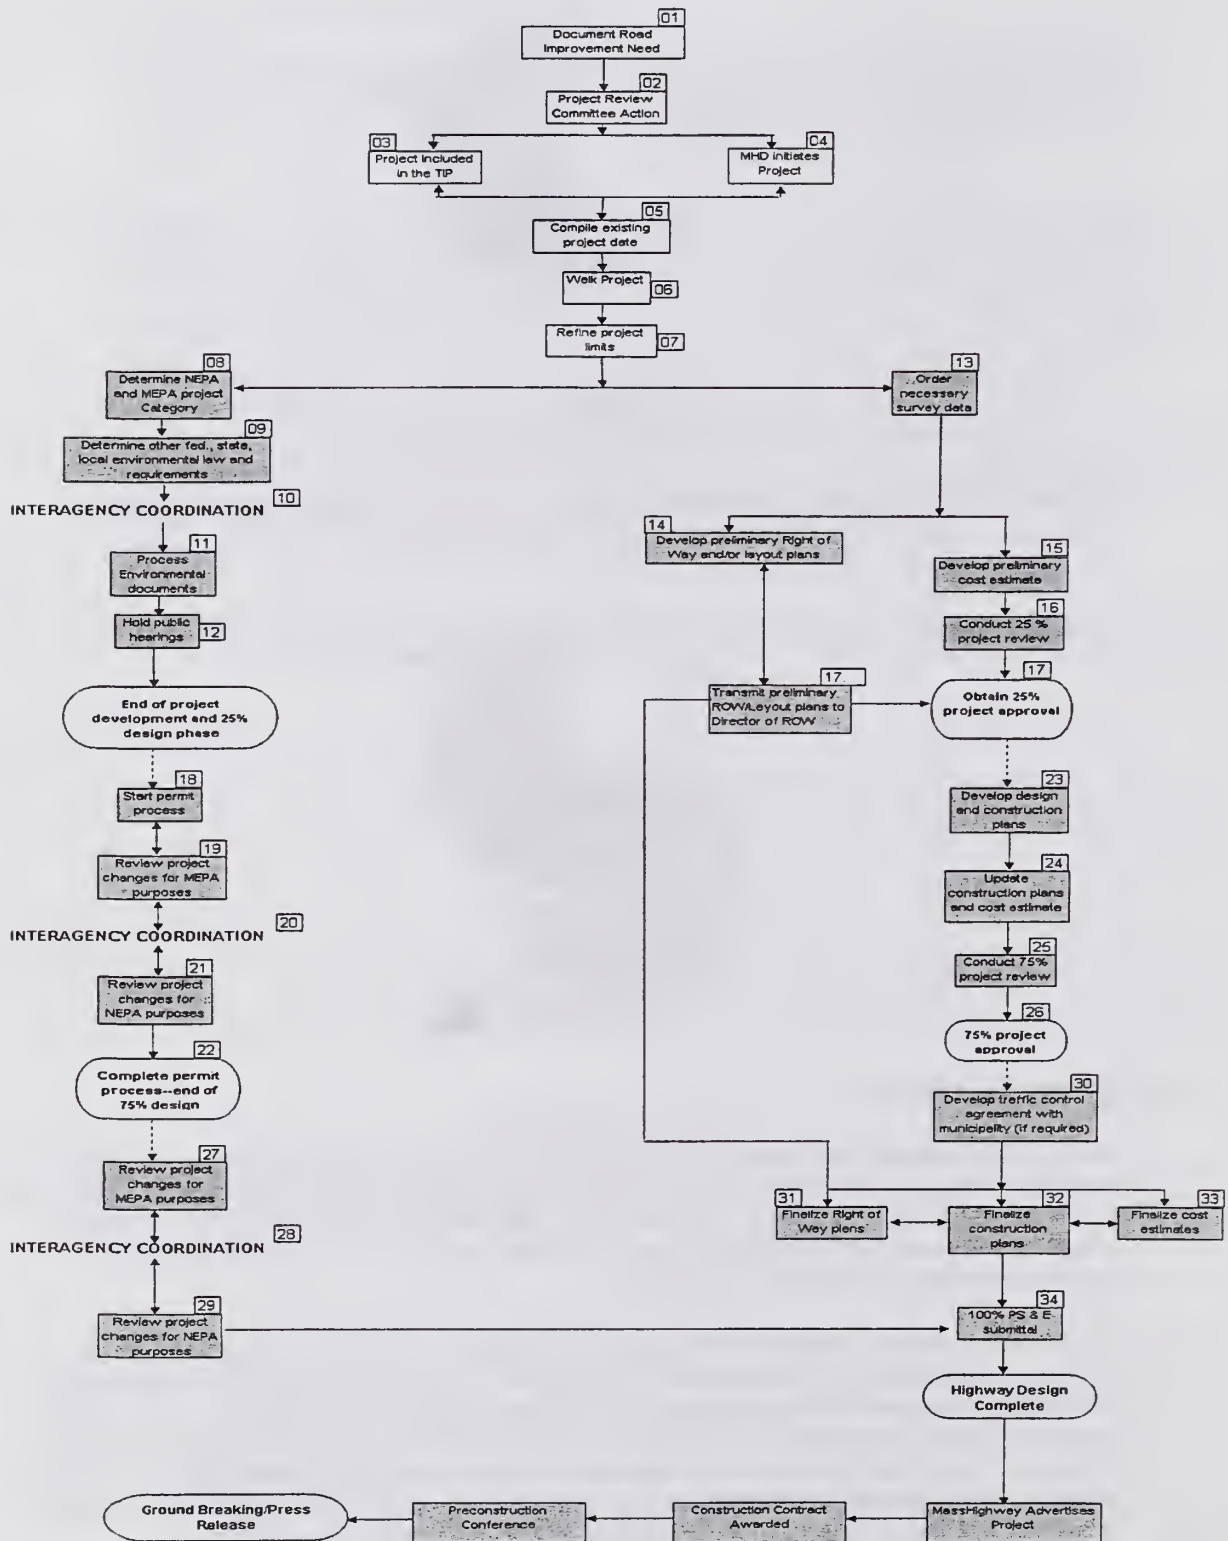 01
Document Road
Improvement Need
02
Project Review
Committee Action
03
Project Included
in the TIP
04
MHD initiates
Project
05
Compile existing
project date
Walk Project
06
Refine project
limits
07
08
Determine NEPA
and MEPA project
Category
13
Order
necessary
survey data
09
Determine other fed., state,
local environmental law and
requirements
10
INTERAGENCY COORDINATION
14
Develop preliminary Right of
Way and/or layout plans
11
Process
Environmental
documents
15
Develop preliminary
cost estimate
Hold public
hearings
12
16
Conduct 25 %
project review
End of project
development and 25%
design phase
17
Transmit preliminary
ROW/Layout plans to
Director of ROW
17
Obtain 25%
project approval
18
Start permit
process
23
Develop design
and construction
plans
19
Review project
changes for MEPA
purposes
24
Update
construction plans
and cost estimate
20
INTERAGENCY COORDINATION
25
Conduct 75%
project review
21
Review project
changes for
NEPA purposes
26
75% project
approval
22
Complete permit
process--end of
75% design
30
Develop traffic control
agreement with
municipality (if required)
27
Review project
changes for
MEPA purposes
31
Finalize Right of
Way plans
32
Finalize
construction
plans
33
Finalize cost
estimates
28
INTERAGENCY COORDINATION
29
Review project
changes for NEPA
purposes
34
100% PS & E
submittal
Highway Design
Complete
Ground Breaking/Press
Release
Preconstruction
Conference
Construction Contract
Awarded
MassHighway Advertises
Project